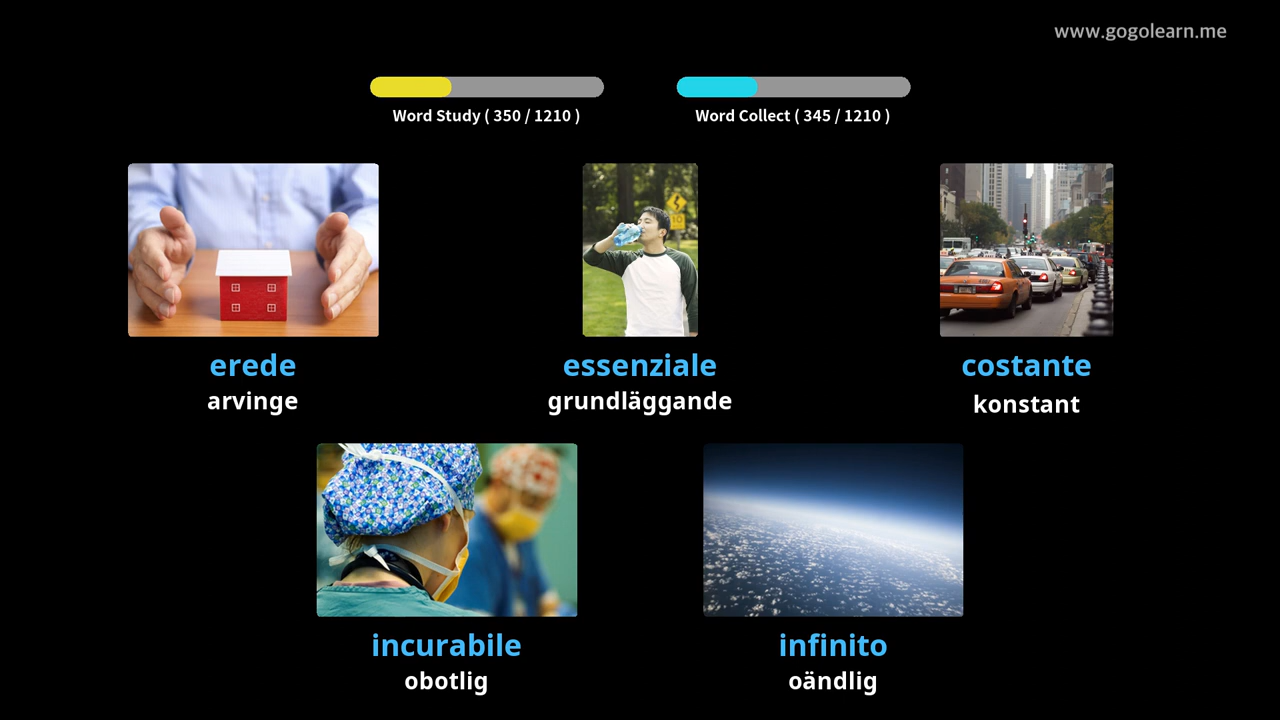 www.gogolearn.me
Word Study ( 350 / 1210 )
Word Collect ( 345 / 1210 )
10
erede
arvinge
essenziale
grundläggande
costante
konstant
incurabile
obotlig
infinito
oändlig